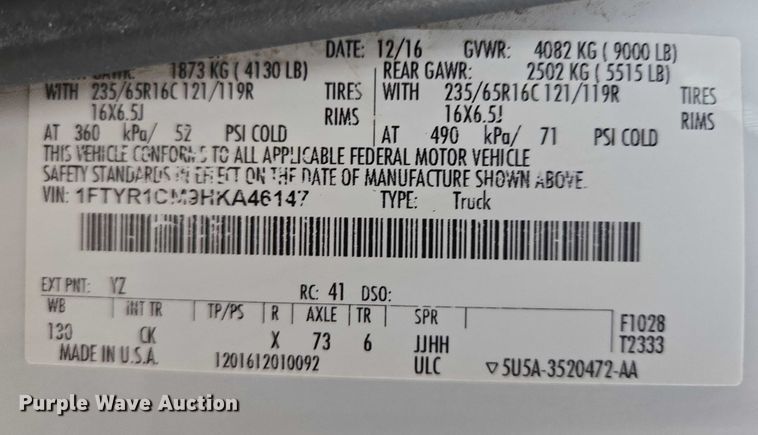 DATE: 12/16 GVWR: 4082 KG ( 9000 LB)
GAWR: 1873 KG ( 4130 LB) REAR GAWR: 2502 KG ( 5515 LB)
WITH 235/65R16C 121/119R TIRES WITH 235/65R16C 121/119R TIRES
16X6.5J RIMS 16X6.5J RIMS
AT 360 kPa/ 52 PSI COLD AT 490 kPa/ 71 PSI COLD
THIS VEHICLE CONFORMS TO ALL APPLICABLE FEDERAL MOTOR VEHICLE
SAFETY STANDARDS IN EFFECT ON THE DATE OF MANUFACTURE SHOWN ABOVE.
VIN: 1FTYR1CM9HKA46147 TYPE: Truck
EXT PNT: YZ RC: 41 DSO:
WB INT TR TP/PS R AXLE TR SPR F1028
130 CK X 73 6 JJHH T2333
MADE IN U.S.A. 1201612010092 ULC ▽5U5A-3520472-AA
Purple Wave Auction